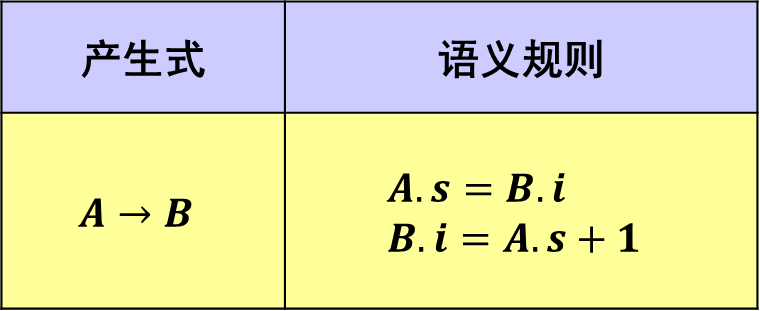 产生式 语义规则
A → B
A.s = B.i
B.i = A.s + 1